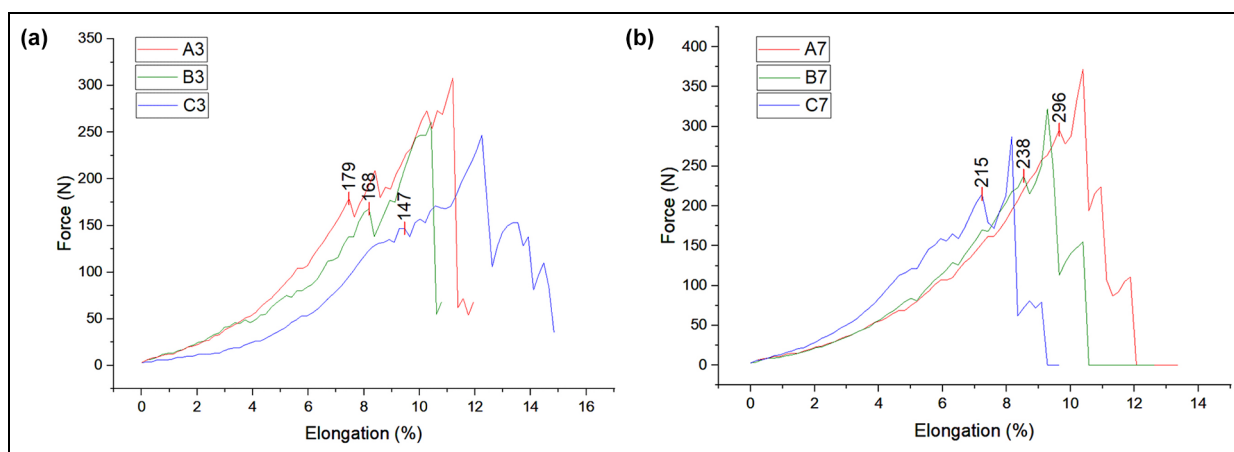 (a)
A3
B3
C3
350
300
250
200
150
100
50
0
Force (N)
179
168
147
0 2 4 6 8 10 12 14 16
Elongation (%)
(b)
A7
B7
C7
400
350
300
250
200
150
100
50
0
Force (N)
215
238
296
0 2 4 6 8 10 12 14
Elongation (%)